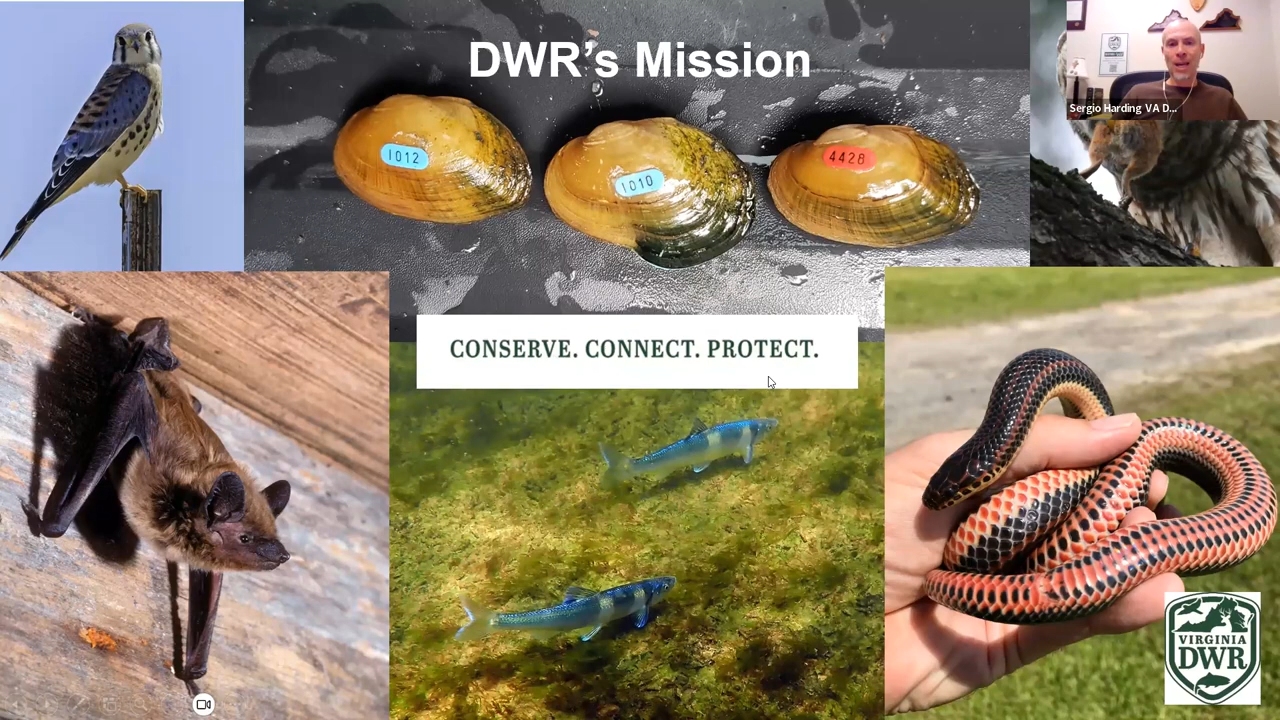 DWR's Mission
Sergio Harding VA D...
1012
1010
4428
CONSERVE. CONNECT. PROTECT.
VIRGINIA
DWR